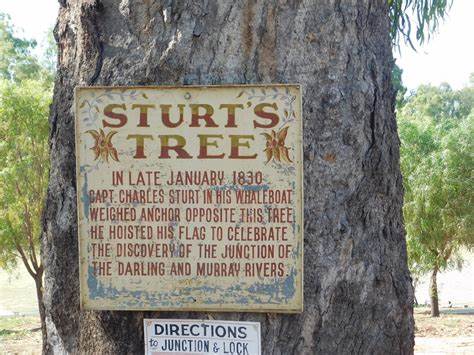 STURT'S
TREE
IN LATE JANUARY 1830
CAPT. CHARLES STURT IN HIS WHALEBOAT
WEIGHED ANCHOR OPPOSITE THIS TREE
HE HOISTED HIS FLAG TO CELEBRATE
THE DISCOVERY OF THE JUNCTION OF
THE DARLING AND MURRAY RIVERS.
DIRECTIONS
to JUNCTION & LOCK